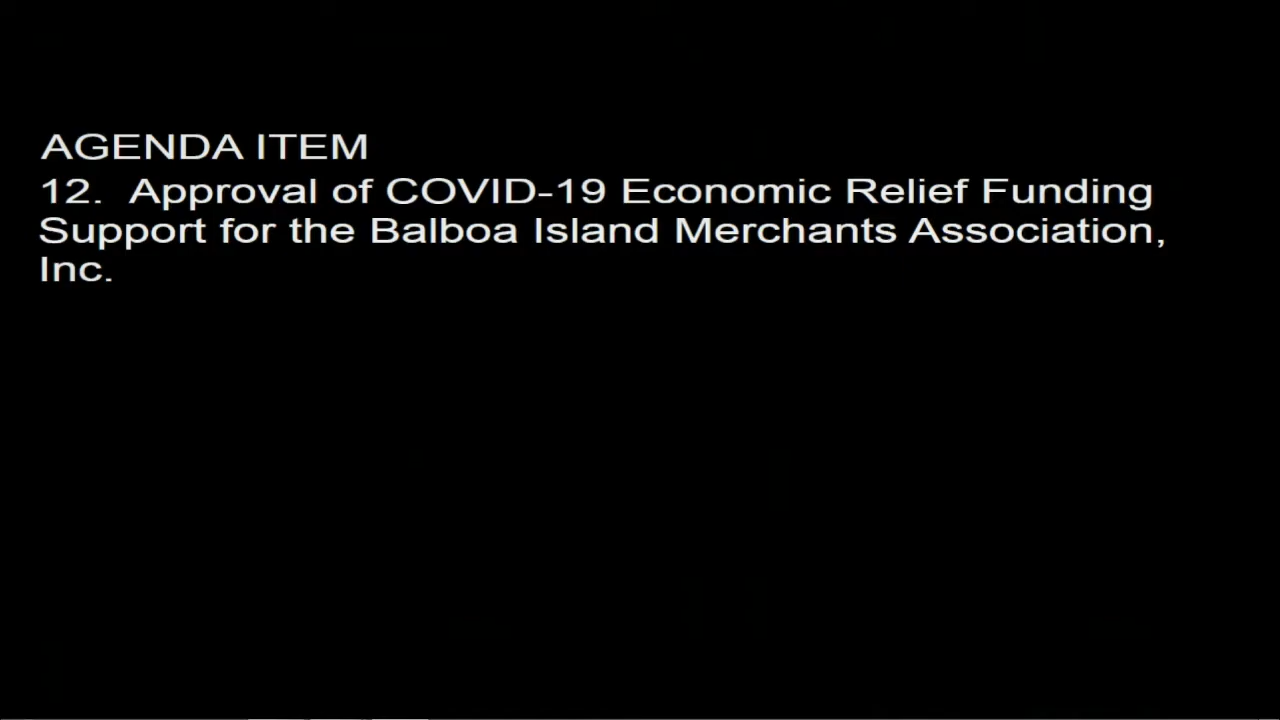 AGENDA ITEM
12. Approval of COVID-19 Economic Relief Funding
Support for the Balboa Island Merchants Association,
Inc.